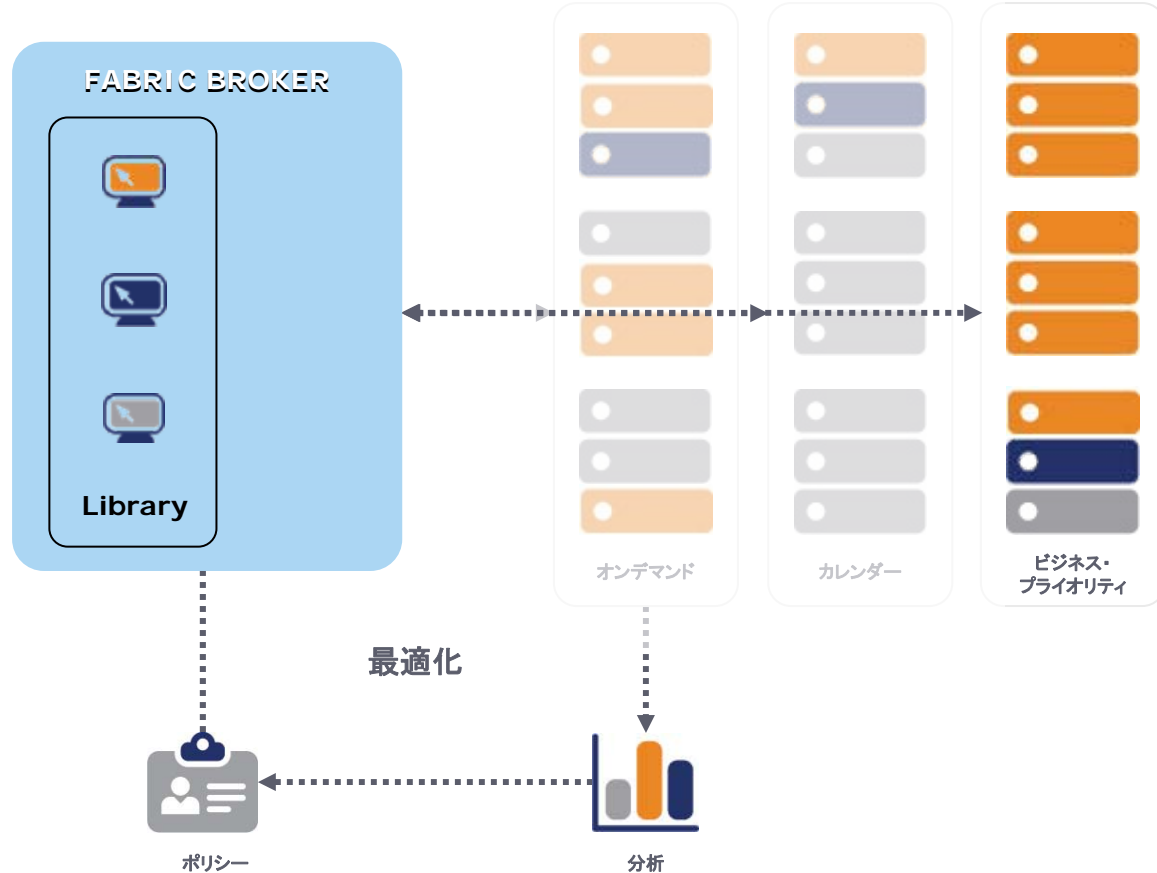 FABRIC BROKER
Library
オンデマンド
カレンダー
ビジネス・
プライオリティ
最適化
ポリシー
分析